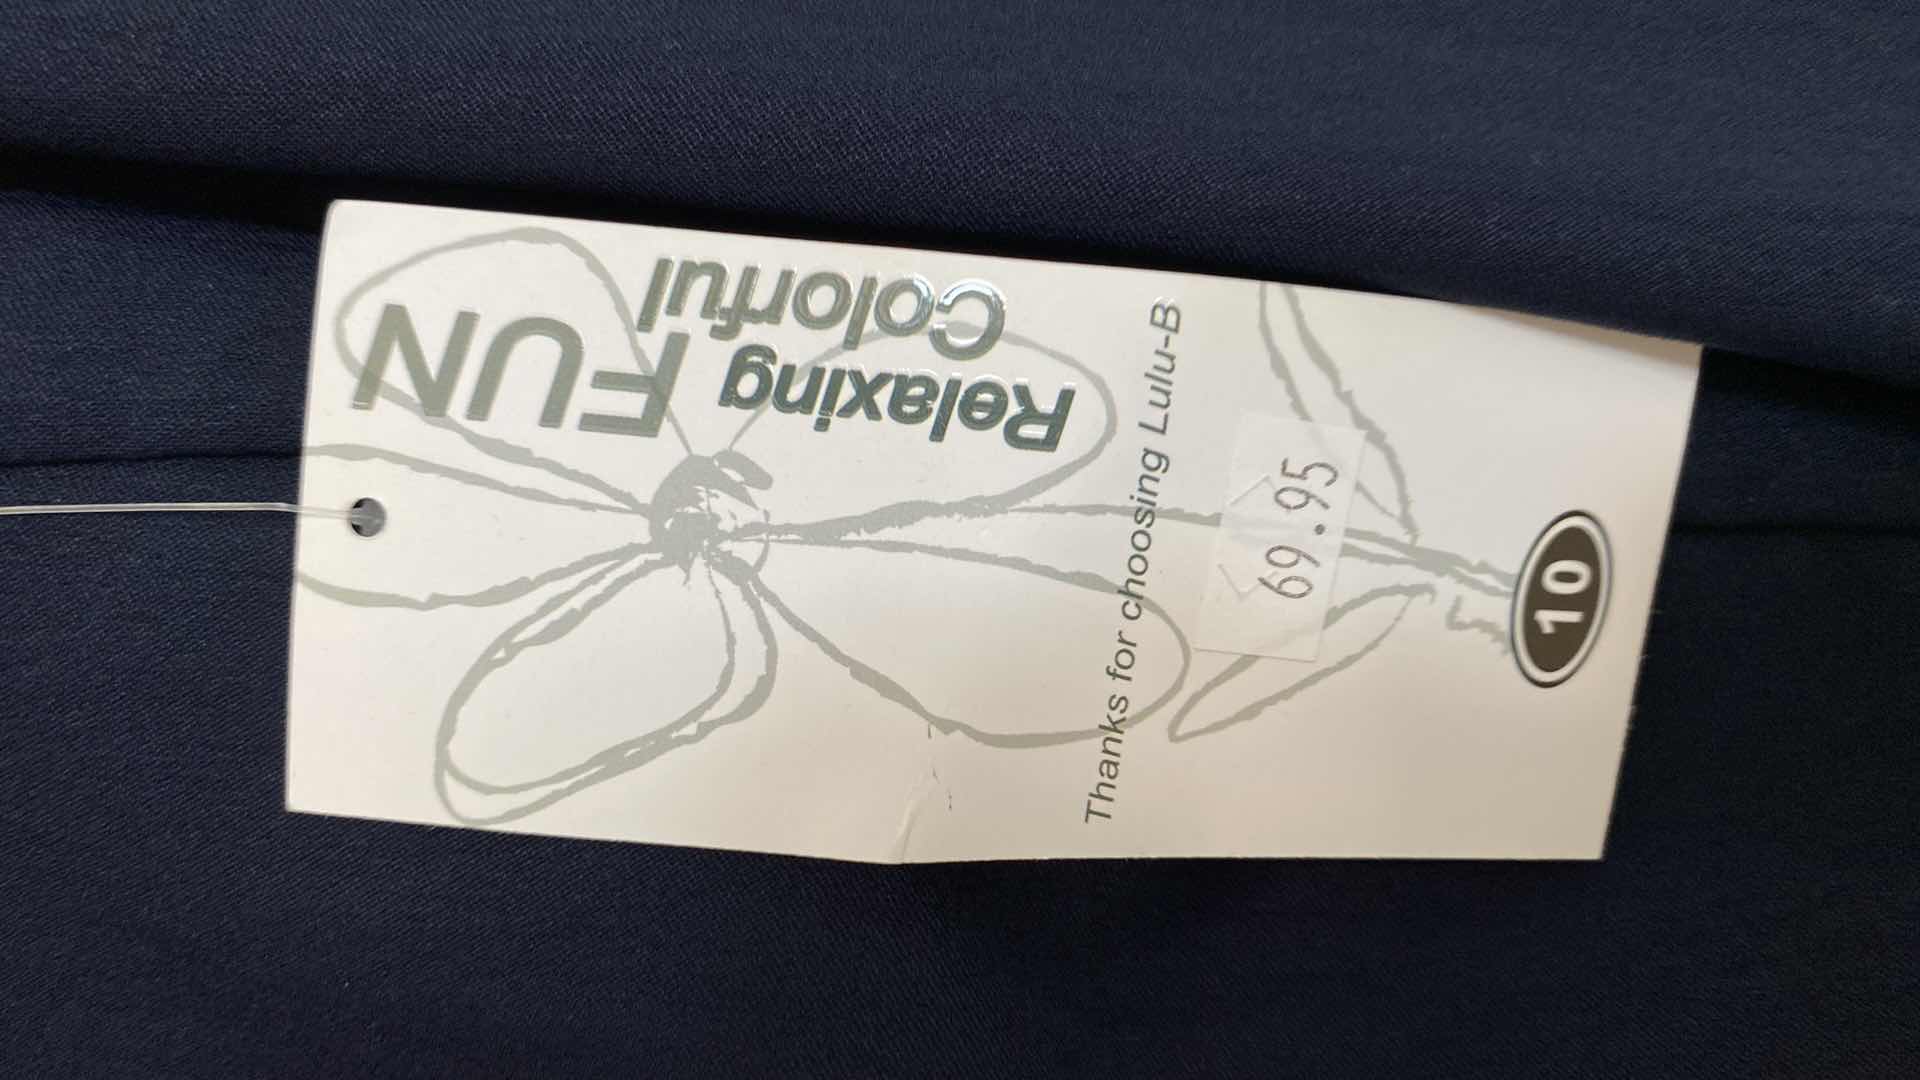 Relaxing
Colorful
FUN
Thanks for choosing Lulu-B
69.95
10